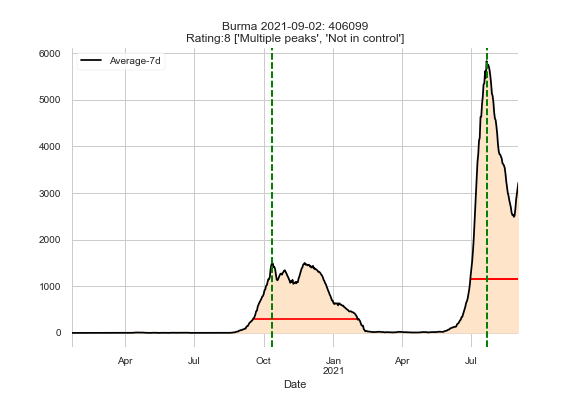 Burma 2021-09-02: 406099
Rating:8 ['Multiple peaks', 'Not in control']
Average-7d
6000
5000
4000
3000
2000
1000
0
Apr
Jul
Oct
Jan
2021
Apr
Jul
Date